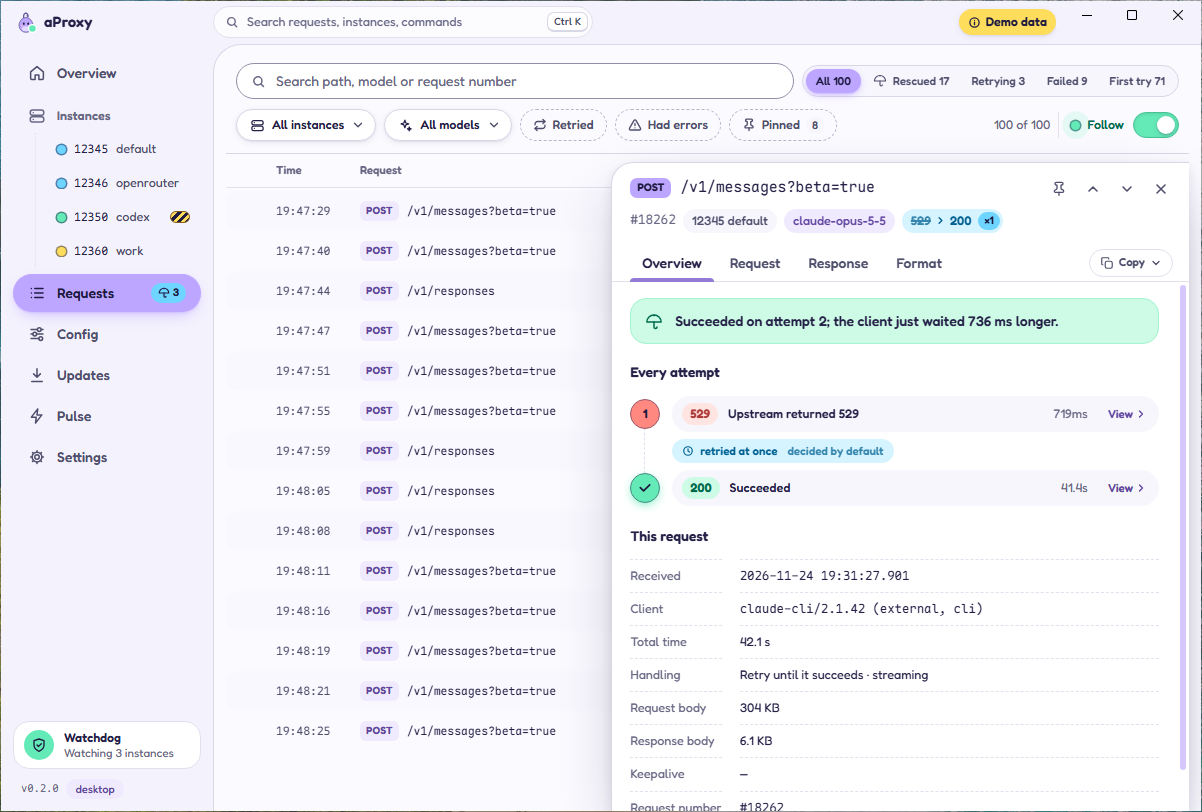 aProxy
Search requests, instances, commands
Ctrl K
Demo data
Overview
Instances
12345 default
12346 openrouter
12350 codex
12360 work
Requests 3
Config
Updates
Pulse
Settings
Watchdog
Watching 3 instances
v0.2.0 desktop
Search path, model or request number
All 100 Rescued 17 Retrying 3 Failed 9 First try 71
All instances All models Retried Had errors Pinned 8 100 of 100 Follow
Time Request
19:47:29 POST /v1/messages?beta=true
19:47:40 POST /v1/messages?beta=true
19:47:44 POST /v1/responses
19:47:47 POST /v1/messages?beta=true
19:47:51 POST /v1/messages?beta=true
19:47:55 POST /v1/messages?beta=true
19:47:59 POST /v1/responses
19:48:05 POST /v1/responses
19:48:08 POST /v1/responses
19:48:11 POST /v1/messages?beta=true
19:48:16 POST /v1/messages?beta=true
19:48:19 POST /v1/messages?beta=true
19:48:21 POST /v1/messages?beta=true
19:48:25 POST /v1/messages?beta=true
POST /v1/messages?beta=true
#18262 12345 default claude-opus-5-5 529 > 200 x1
Overview Request Response Format Copy
Succeeded on attempt 2; the client just waited 736 ms longer.
Every attempt
1 529 Upstream returned 529 719ms View >
retried at once decided by default
200 Succeeded 41.4s View >
This request
Received 2026-11-24 19:31:27.901
Client claude-cli/2.1.42 (external, cli)
Total time 42.1 s
Handling Retry until it succeeds · streaming
Request body 304 KB
Response body 6.1 KB
Keepalive —
Request number #18262